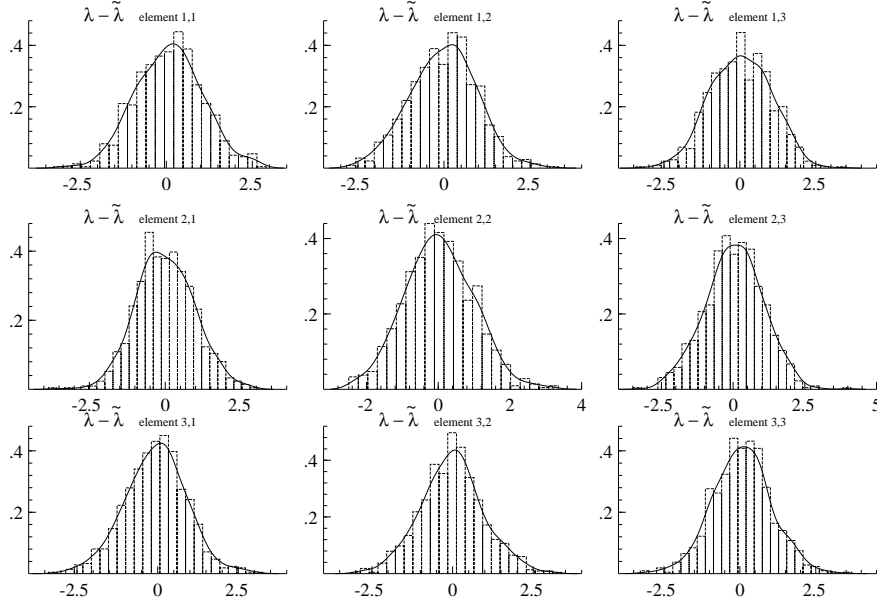 λ − λ̃ element 1,1
λ − λ̃ element 1,2
λ − λ̃ element 1,3
.4
.4
.4
.2
.2
.2
-2.5 0 2.5
-2.5 0 2.5
-2.5 0 2.5
λ − λ̃ element 2,1
λ − λ̃ element 2,2
λ − λ̃ element 2,3
.4
.4
.4
.2
.2
.2
-2.5 0 2.5
-2 0 2 4
-2.5 0 2.5 5
λ − λ̃ element 3,1
λ − λ̃ element 3,2
λ − λ̃ element 3,3
.4
.4
.4
.2
.2
.2
-2.5 0 2.5
-2.5 0 2.5
-2.5 0 2.5